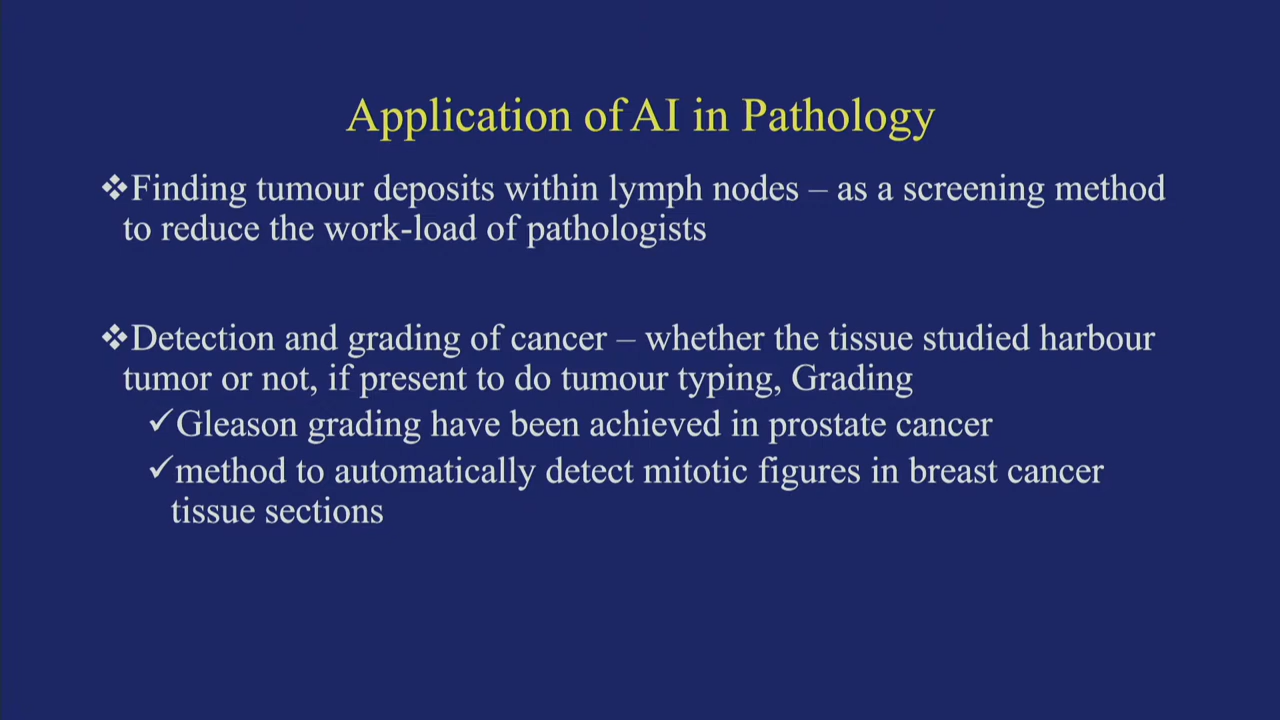 Application of AI in Pathology
❖Finding tumour deposits within lymph nodes – as a screening method
to reduce the work-load of pathologists
❖Detection and grading of cancer – whether the tissue studied harbour
tumor or not, if present to do tumour typing, Grading
✓Gleason grading have been achieved in prostate cancer
✓method to automatically detect mitotic figures in breast cancer
tissue sections